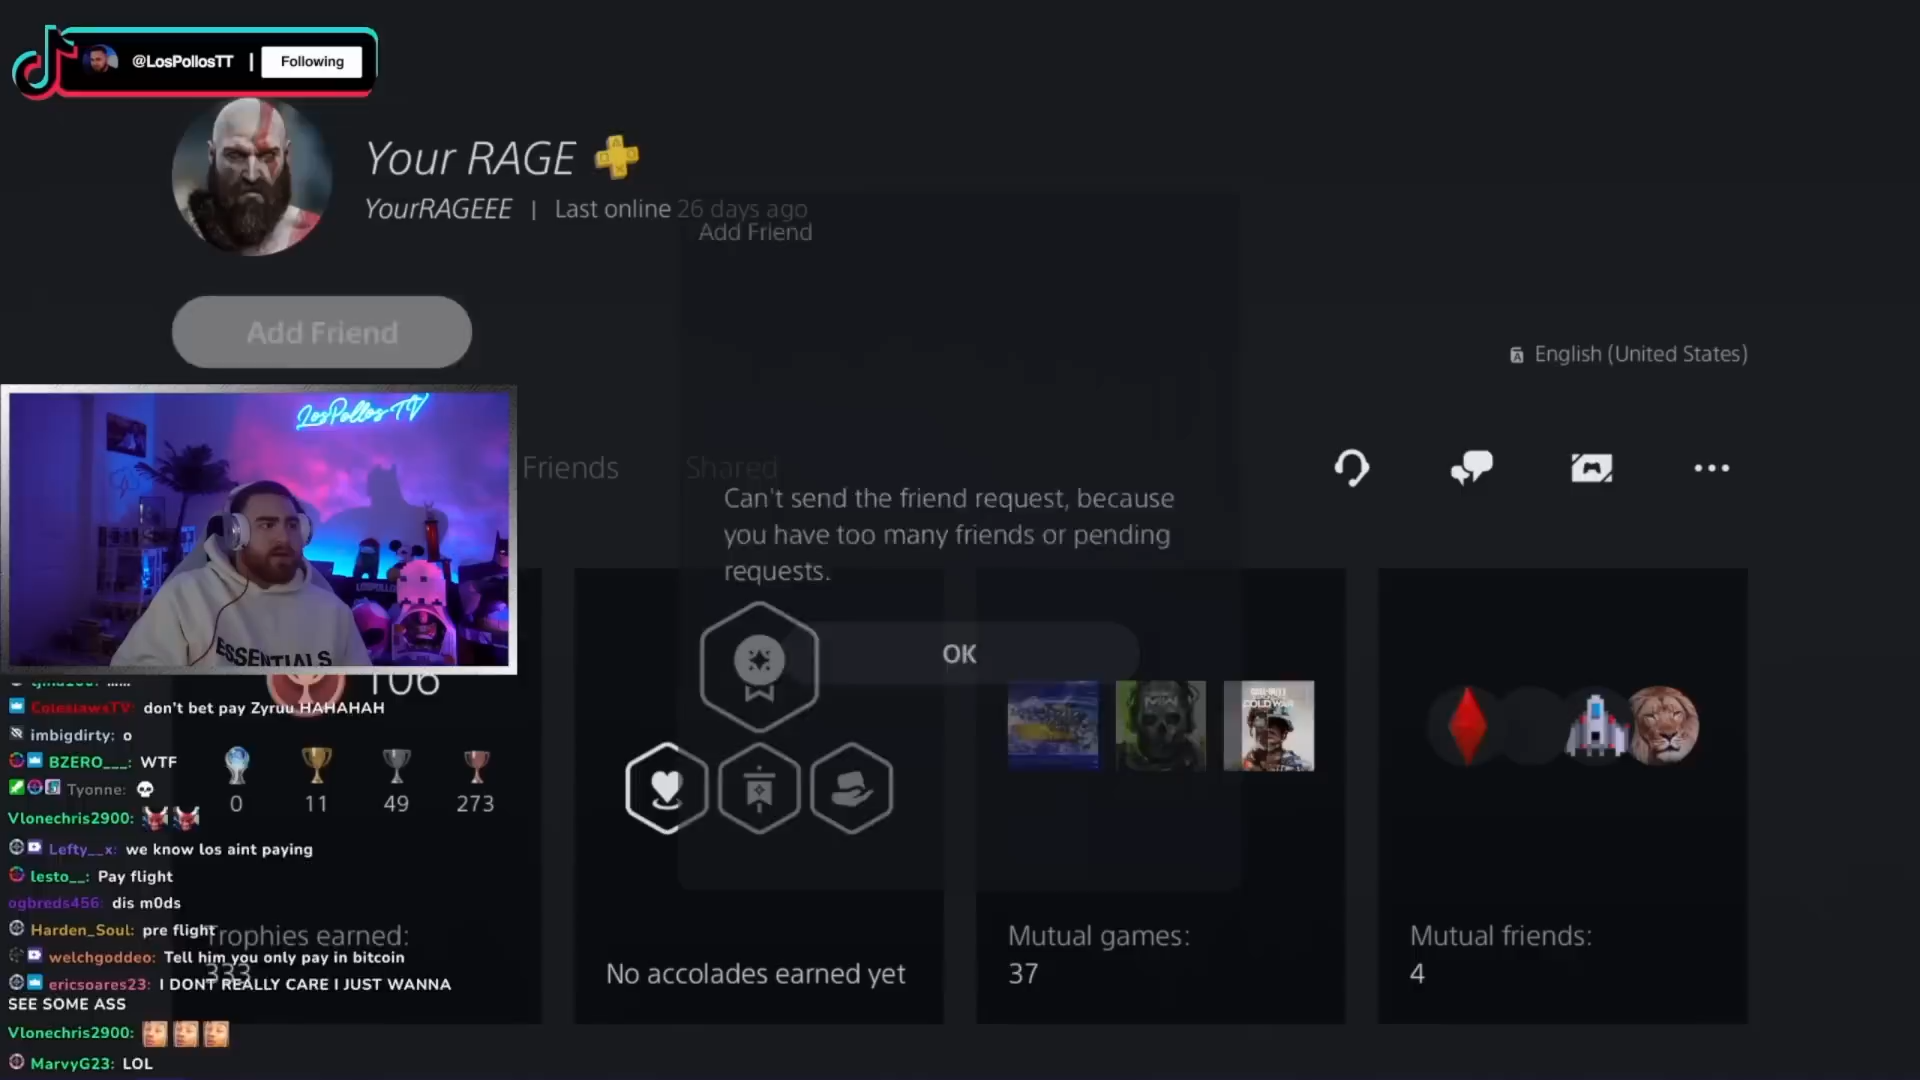 @LosPollosTT | Following
Your RAGE
YourRAGEEE | Last online 26 days ago
Add Friend
Add Friend
English (United States)
LosPollos TV
Friends
Shared
Can't send the friend request, because
you have too many friends or pending
requests.
OK
ESSENTIALS
106
0
11
49
273
ColeslawsTV: don't bet pay Zyruu HAHAHAH
imbigdirty: o
BZERO___: WTF
Tyonne:
Vlonechris2900:
Lefty__x: we know los aint paying
lesto__: Pay flight
ogbreds456: dis m0ds
Harden_Soul: pre flight
welchgoddeo: Tell him you only pay in bitcoin
ericsoares23: I DONT REALLY CARE I JUST WANNA
SEE SOME ASS
Vlonechris2900:
MarvyG23: LOL
Trophies earned:
333
No accolades earned yet
COLD WAR
Mutual games:
37
Mutual friends:
4